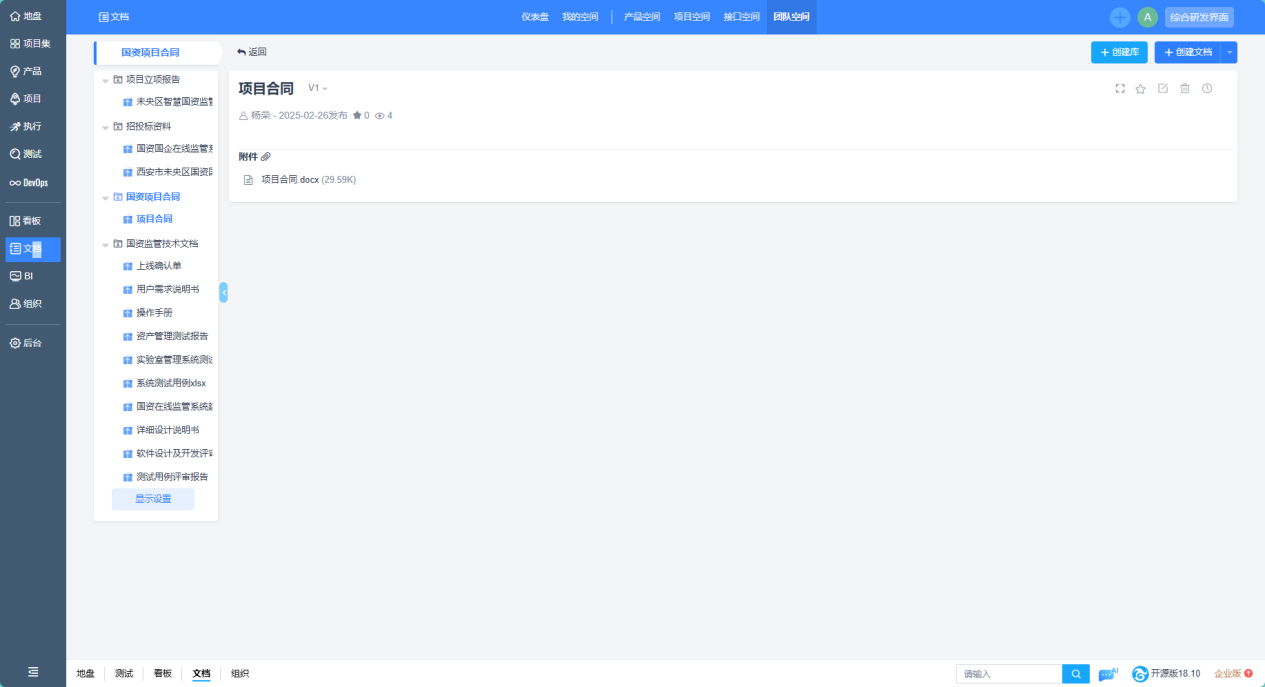 地盘
项目集
产品
项目
执行
测试
DevOps
看板
文档
BI
组织
后台
文档
仪表盘 我的空间 产品空间 项目空间 接口空间 团队空间
A 综合研发界面
国资项目合同
返回
创建库 创建文档
项目立项报告
未央区智慧国资监管
招投标资料
国资国企在线监管系
西安市未央区国资国
国资项目合同
项目合同
国资监管技术文档
上线确认单
用户需求说明书
操作手册
资产管理测试报告
实验室管理系统测试
系统测试用例xlsx
国资在线监管系统
详细设计说明书
软件设计及开发评审
测试用例评审报告
显示设置
项目合同 V1
杨荣 - 2025-02-26发布 0 4
附件
项目合同.docx (29.59K)
地盘 测试 看板 文档 组织
请输入 AI 开源版18.10 企业版